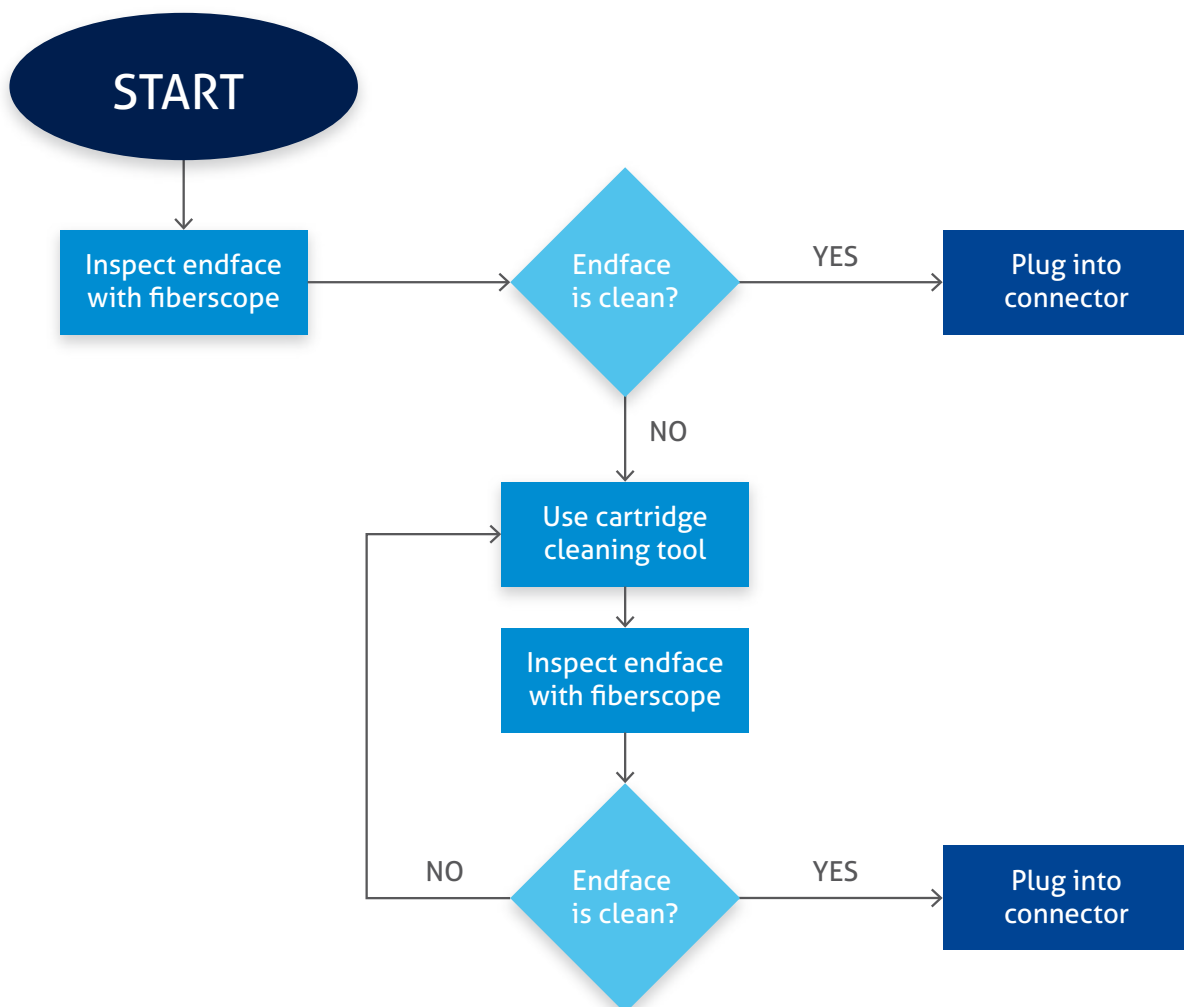 START
Inspect endface
with fiberscope
Endface
is clean?
YES
Plug into
connector
NO
Use cartridge
cleaning tool
Inspect endface
with fiberscope
NO
Endface
is clean?
YES
Plug into
connector